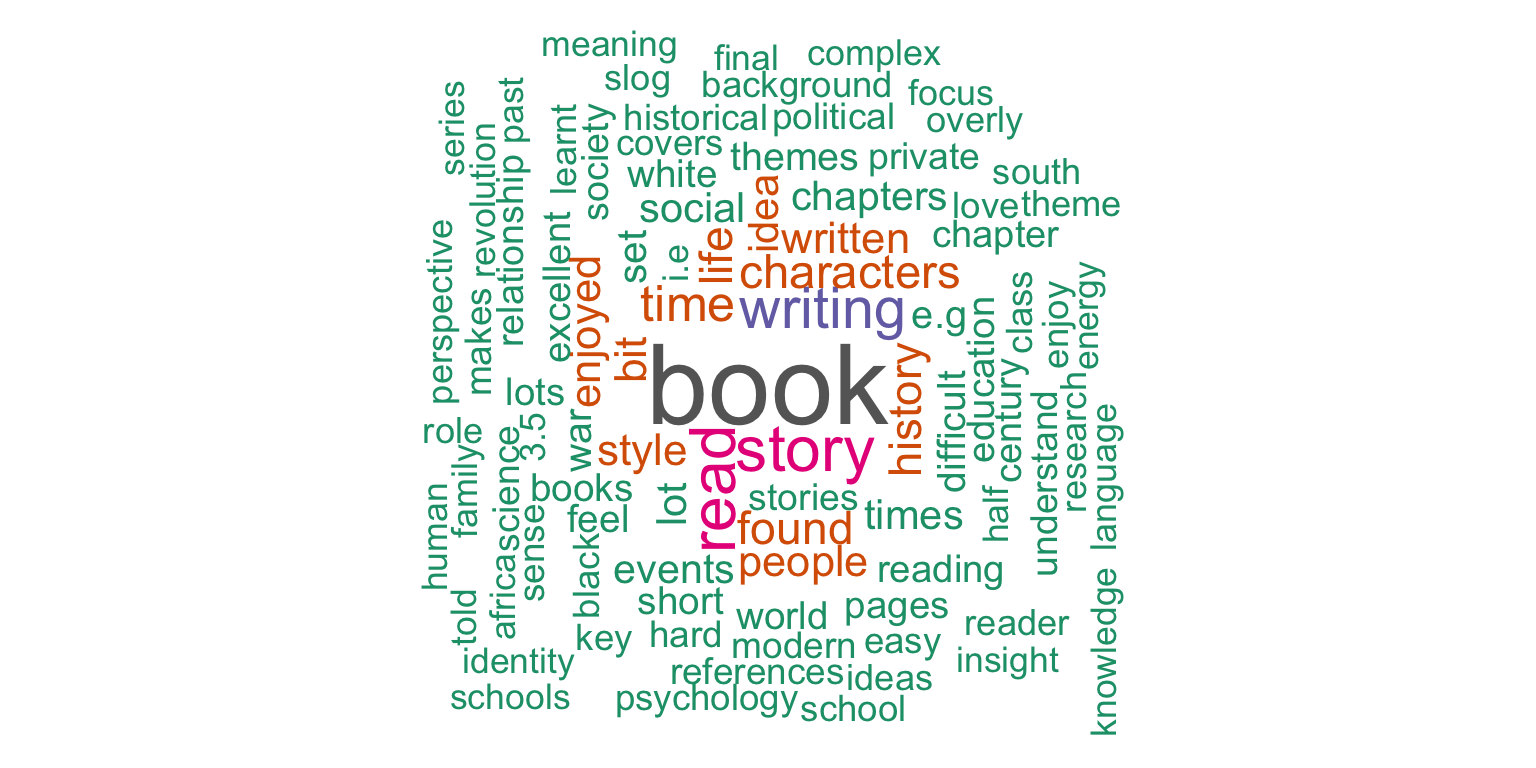 meaning
final
complex
slog
background
focus
series
past
historical
political
overly
learnt
society
covers
revolution
themes
private
white
south
relationship
social
idea
chapters
love
theme
excellent
set
i.e
life
written
chapter
perspective
makes
enjoyed
characters
time
writing
e.g
education
class
enjoy
energy
bit
book
history
difficult
century
lots
role
3.5
war
style
read
story
understand
research
language
family
science
books
lot
stories
human
feel
found
times
half
sense
africa
black
events
people
reading
told
short
world
pages
reader
knowledge
key
hard
modern
easy
identity
references
ideas
insight
schools
psychology
school